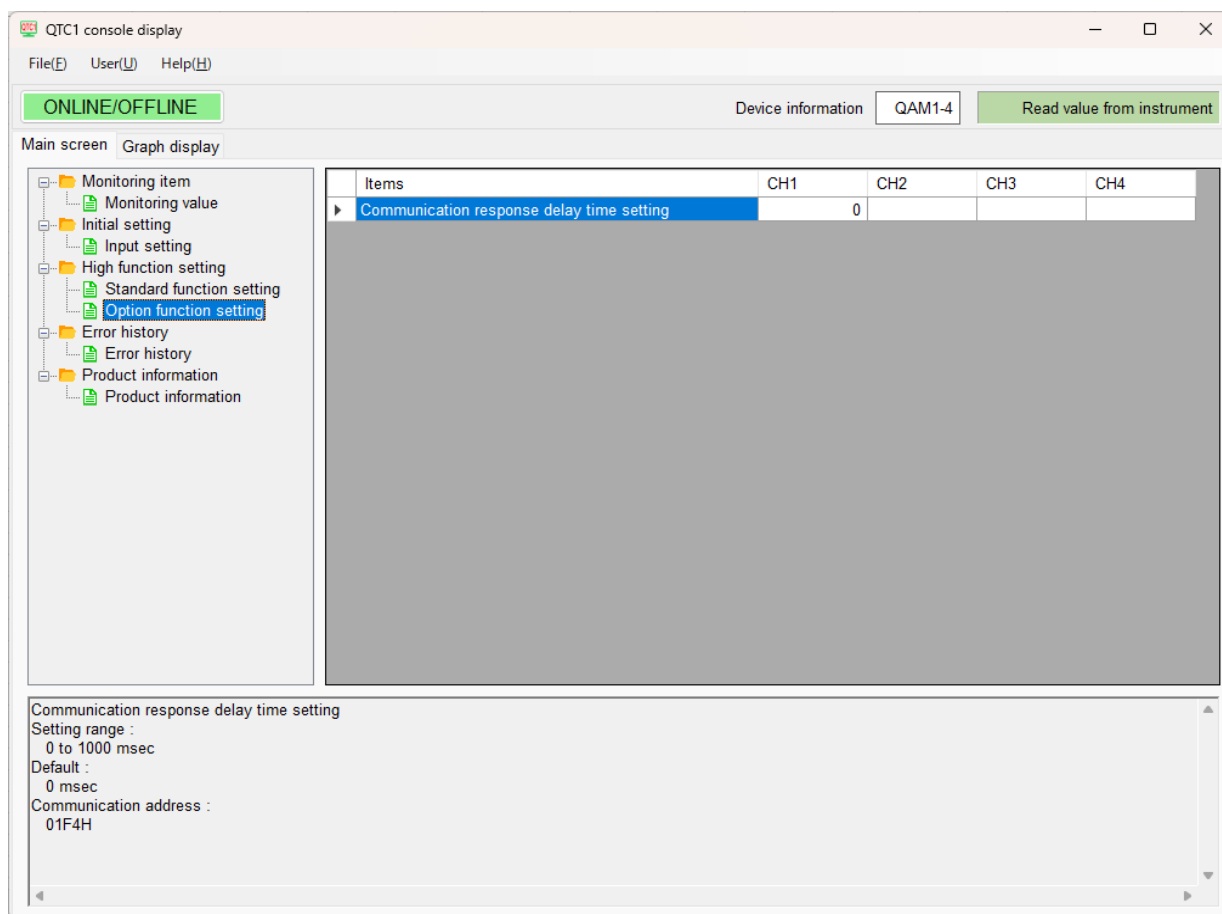 QTC1 console display
File(F) User(U) Help(H)
ONLINE/OFFLINE Device information QAM1-4 Read value from instrument
Main screen Graph display
Monitoring item
Monitoring value
Initial setting
Input setting
High function setting
Standard function setting
Option function setting
Error history
Error history
Product information
Product information
Items CH1 CH2 CH3 CH4
Communication response delay time setting 0
Communication response delay time setting
Setting range :
0 to 1000 msec
Default :
0 msec
Communication address :
01F4H